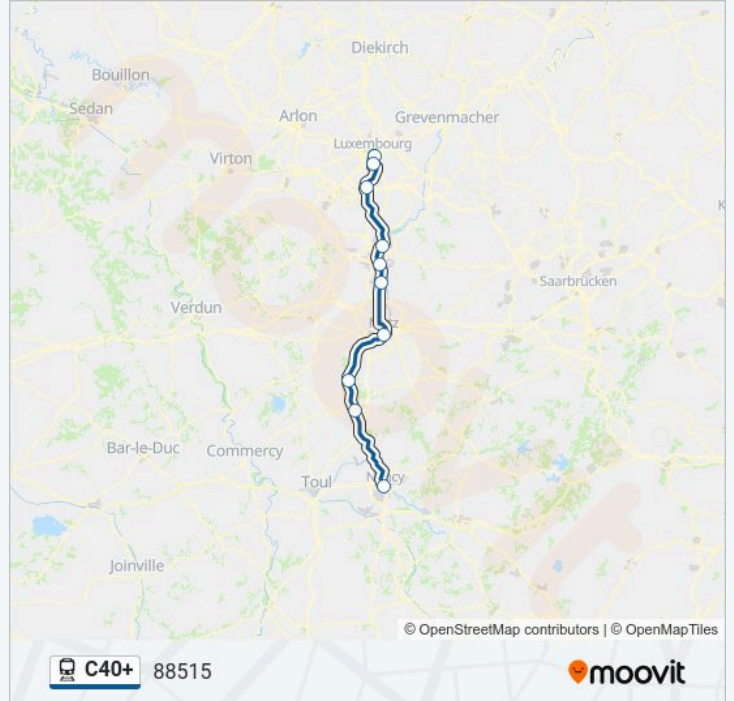 Diekirch
Bouillon
Sedan
Arlon
Grevenmacher
Luxembourg
Virton
K
Saarbrücken
Verdun
Bar-le-Duc
Commercy
Toul
Joinville
© OpenStreetMap contributors | © OpenMapTiles
C40+ 88515
moovit